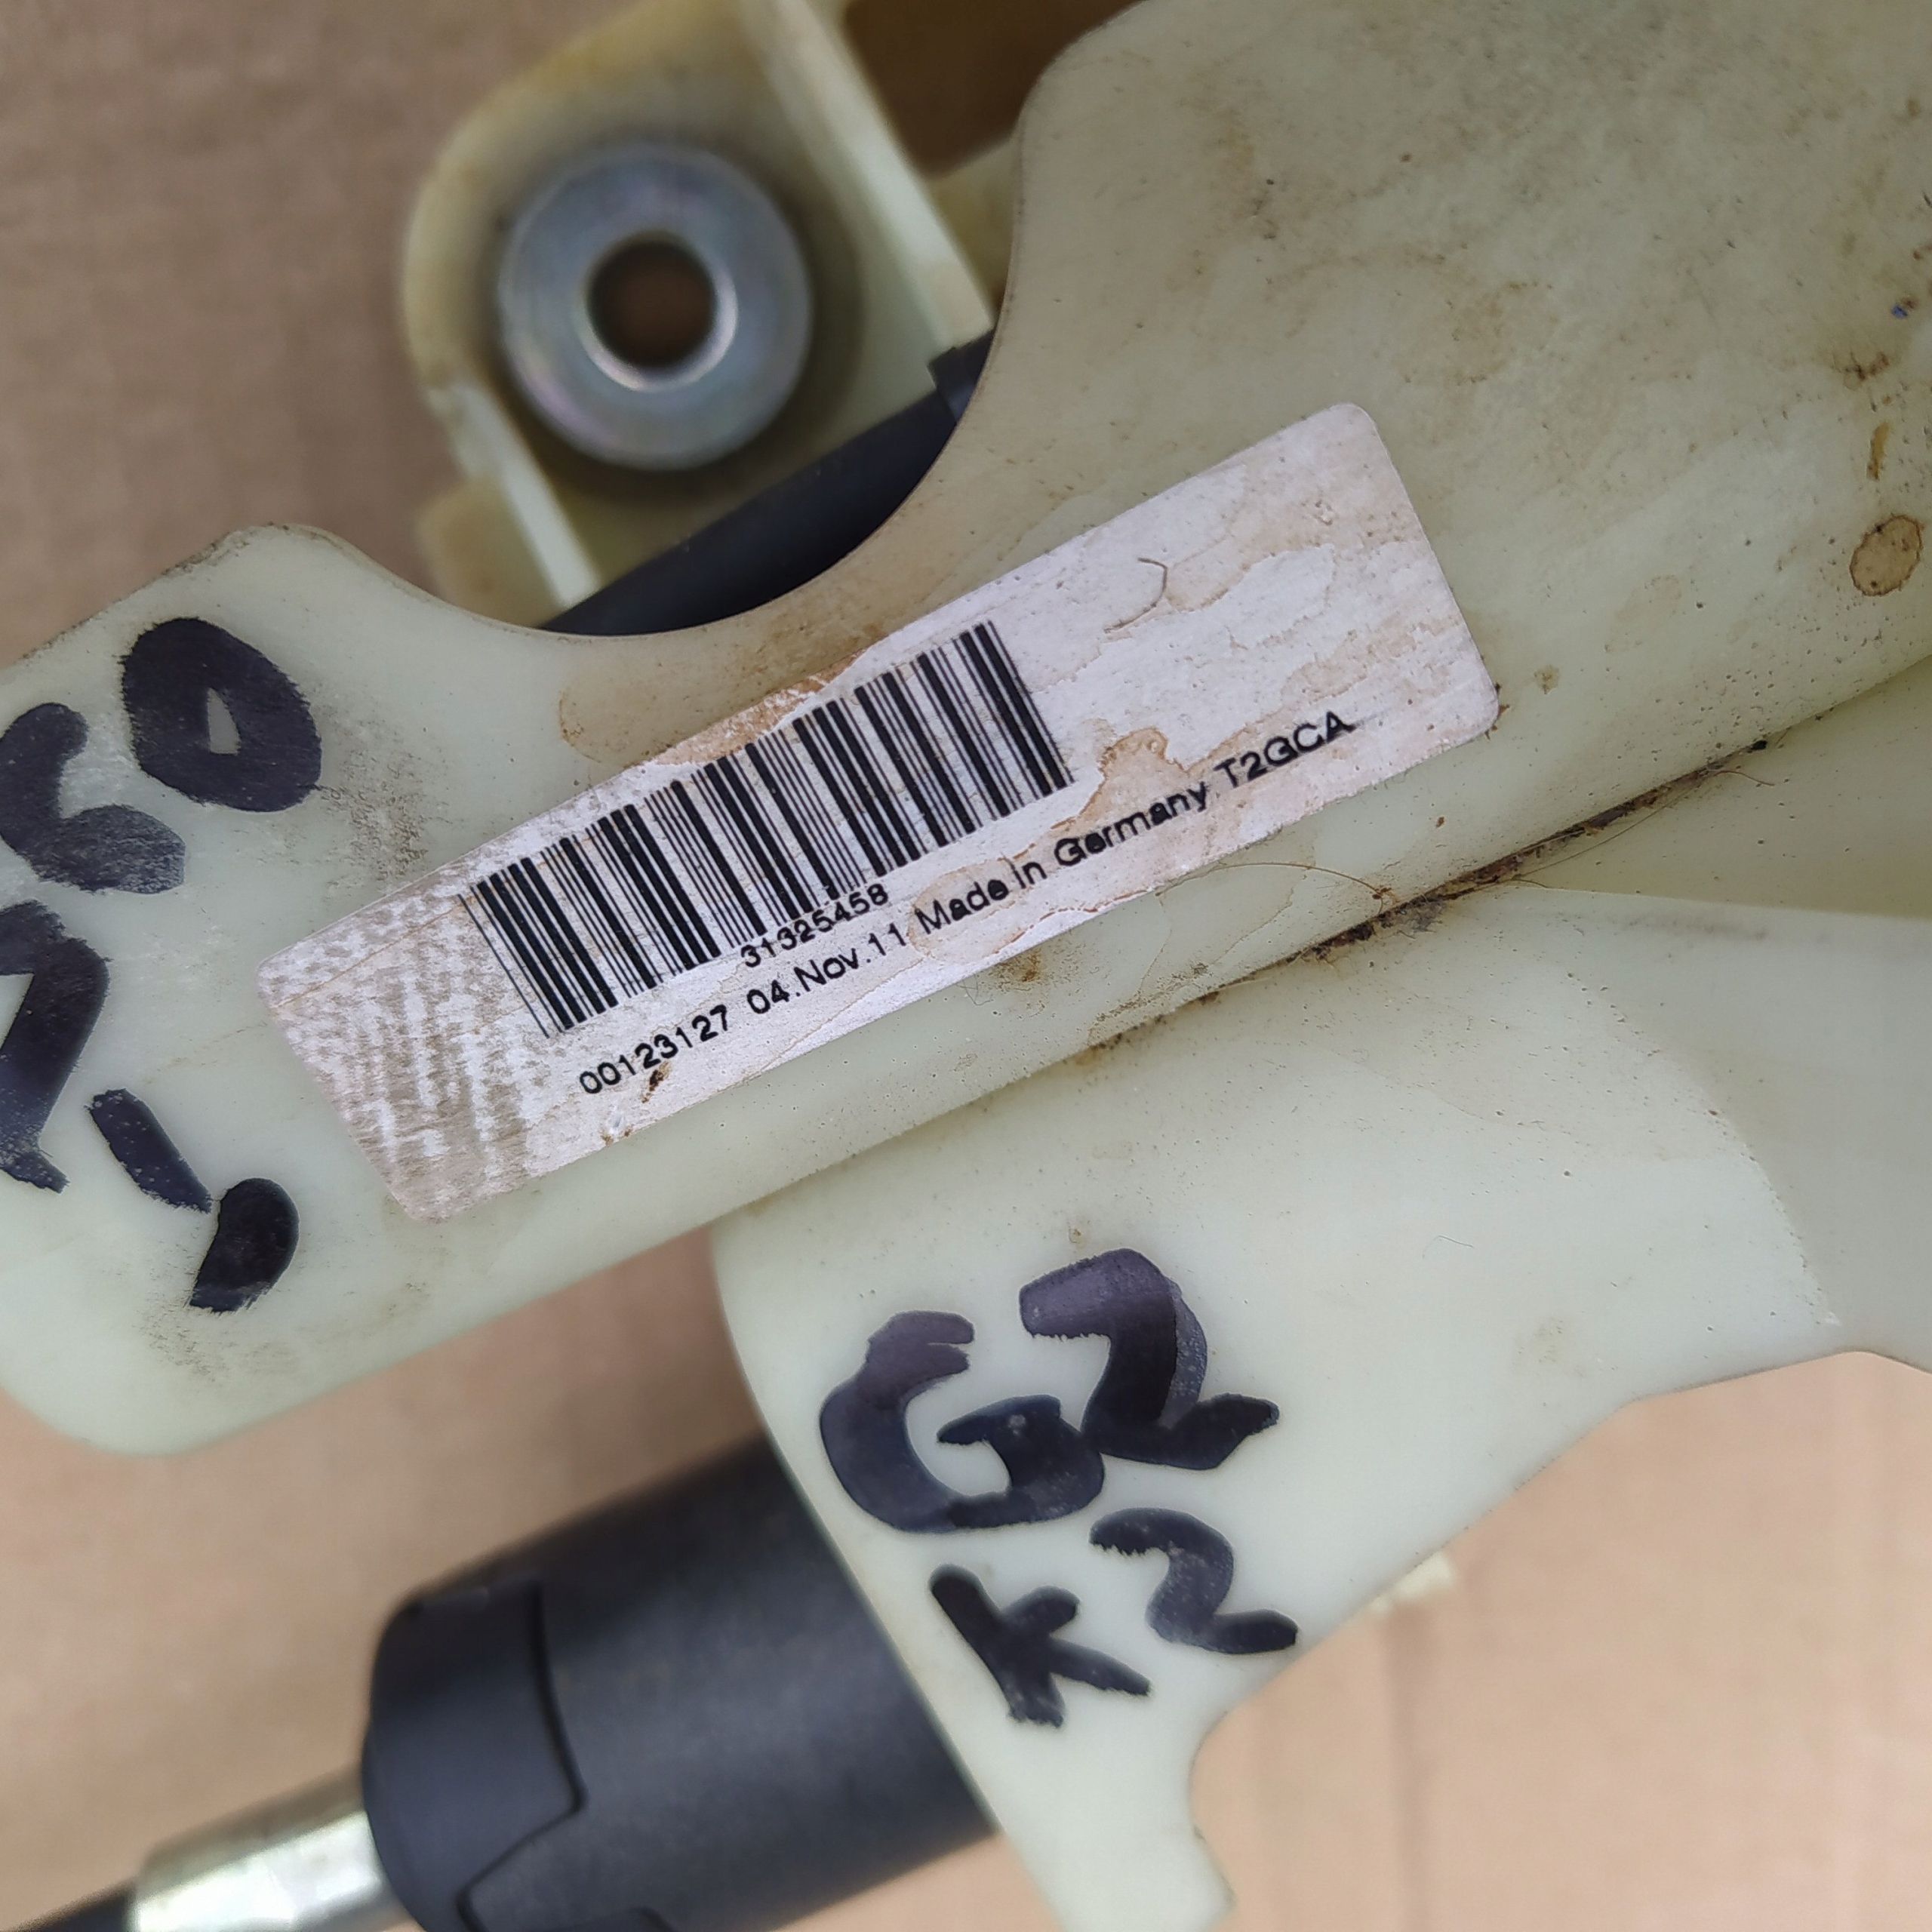 31325458
00123127 04.Nov.11 Made in Germany T2GCA
G2
K2